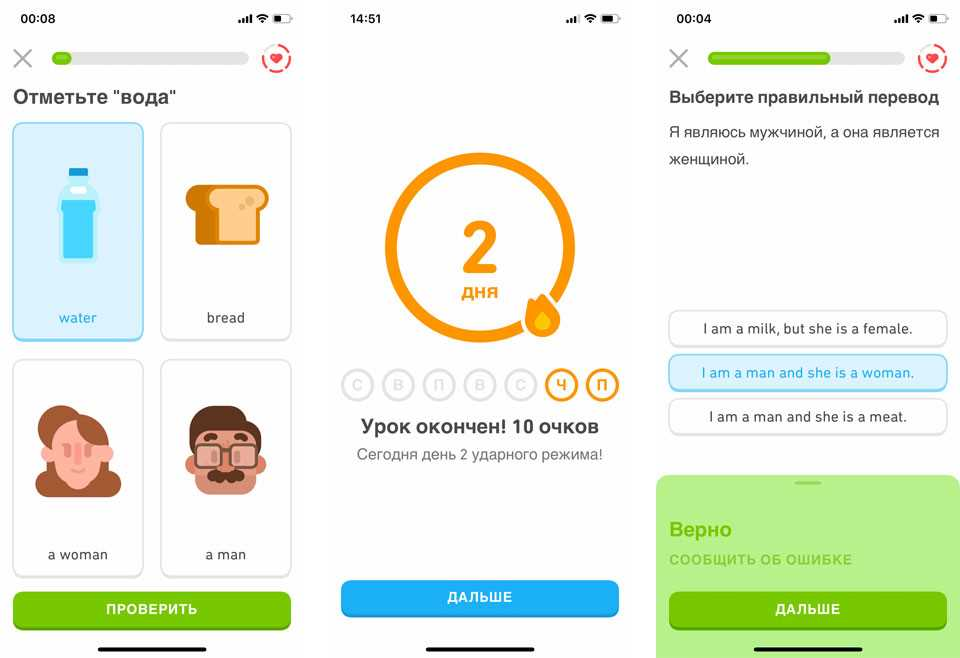 00:08
Отметьте "вода"
water
bread
a woman
a man
ПРОВЕРИТЬ
14:51
2
ДНЯ
С В П В С Ч П
Урок окончен! 10 очков
Сегодня день 2 ударного режима!
ДАЛЬШЕ
00:04
Выберите правильный перевод
Я являюсь мужчиной, а она является
женщиной.
I am a milk, but she is a female.
I am a man and she is a woman.
I am a man and she is a meat.
Верно
СООБЩИТЬ ОБ ОШИБКЕ
ДАЛЬШЕ